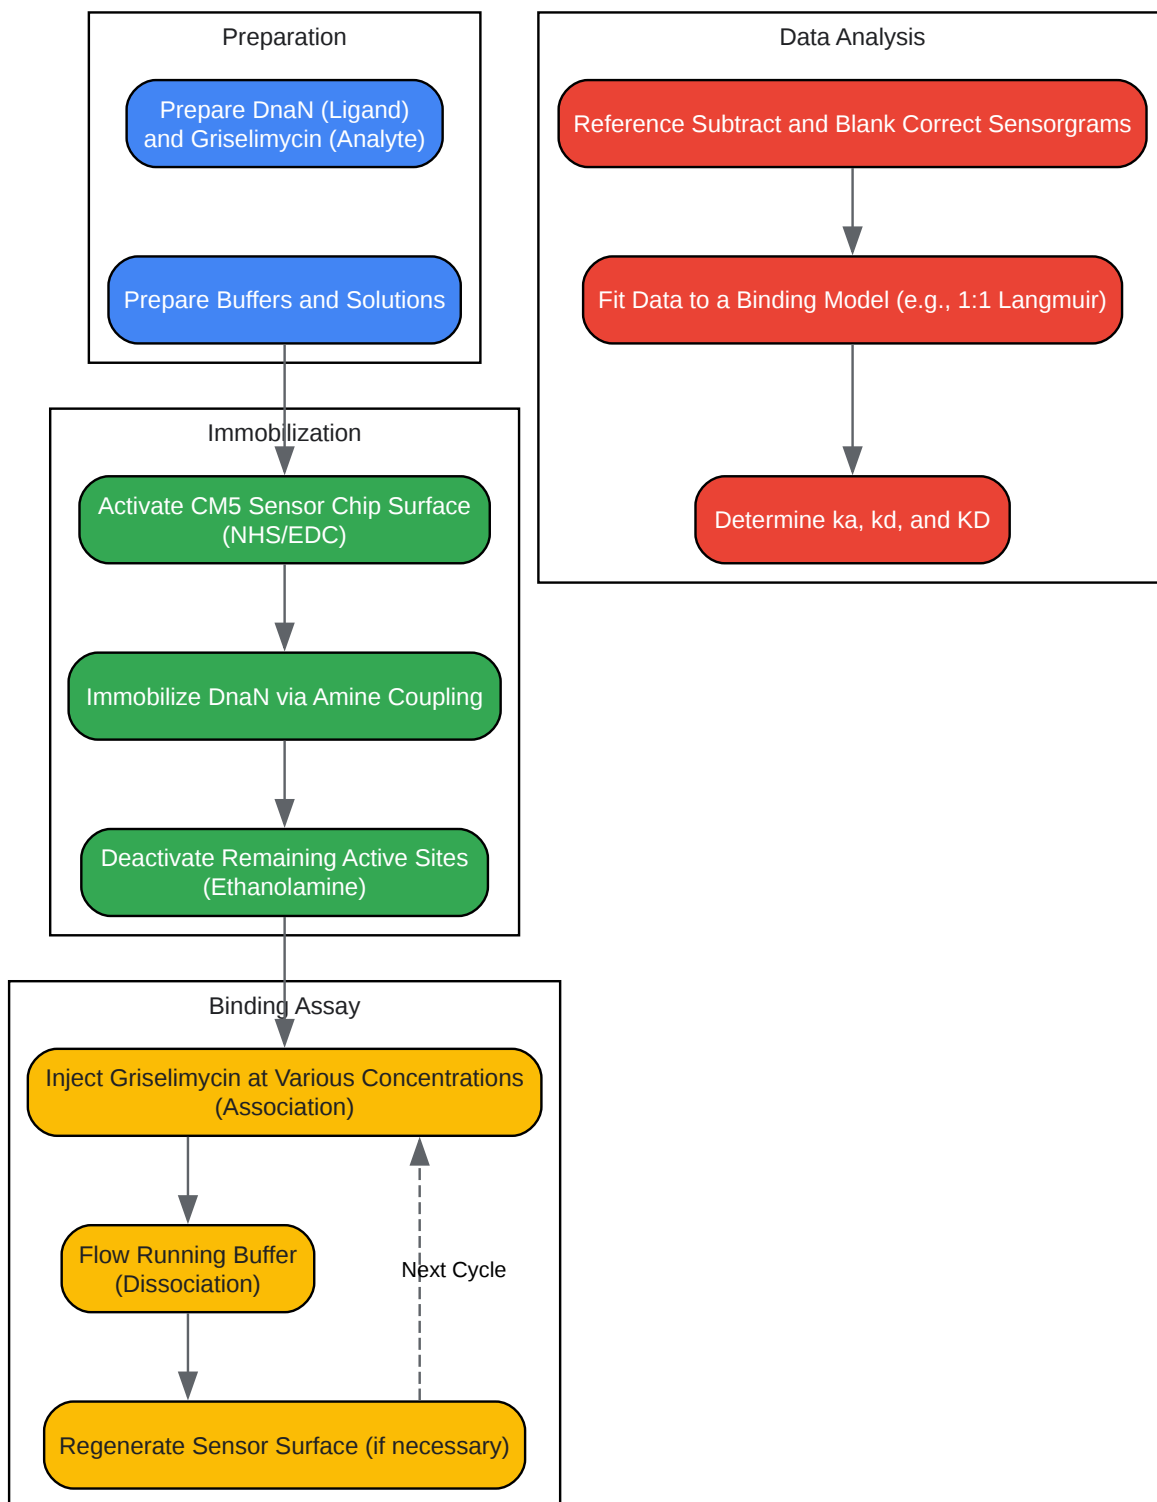 Preparation
Prepare DnaN (Ligand)
and Griselimycin (Analyte)
Prepare Buffers and Solutions
Immobilization
Activate CM5 Sensor Chip Surface
(NHS/EDC)
Immobilize DnaN via Amine Coupling
Deactivate Remaining Active Sites
(Ethanolamine)
Binding Assay
Inject Griselimycin at Various Concentrations
(Association)
Flow Running Buffer
(Dissociation)
Next Cycle
Regenerate Sensor Surface (if necessary)
Data Analysis
Reference Subtract and Blank Correct Sensorgrams
Fit Data to a Binding Model (e.g., 1:1 Langmuir)
Determine ka, kd, and KD